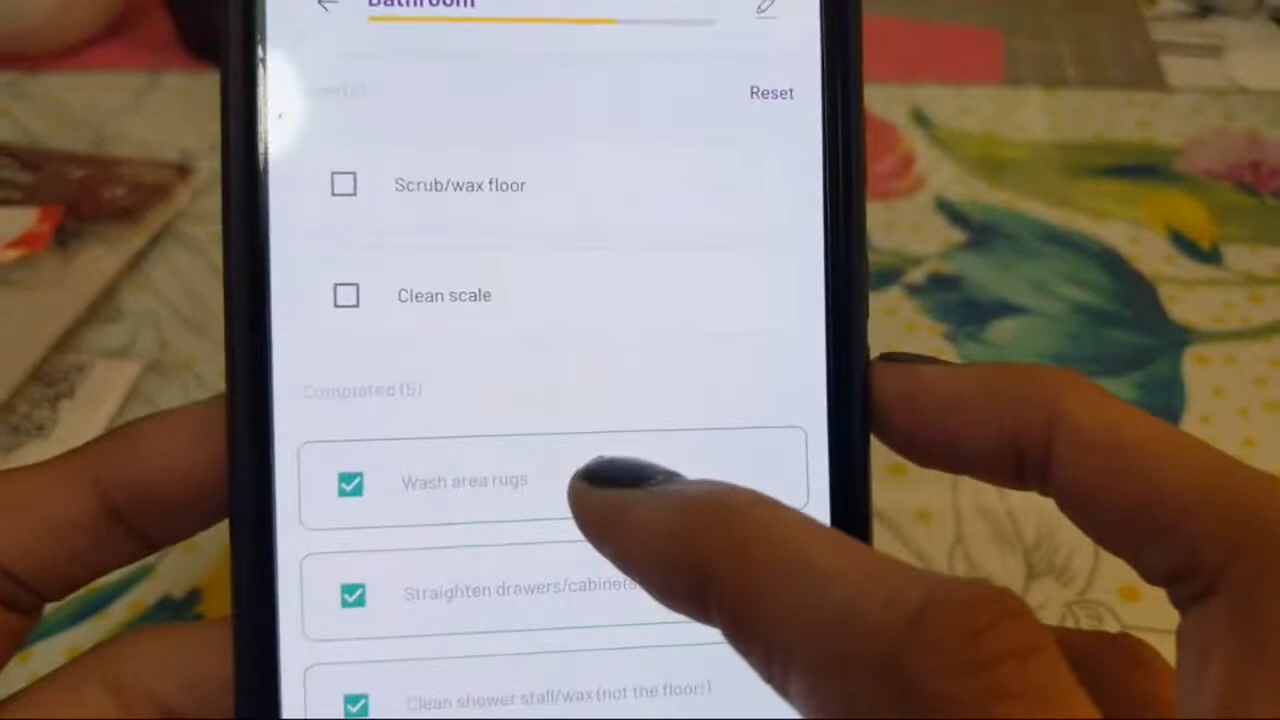 Bathroom
Reset
Scrub/wax floor
Clean scale
Completed (5)
Wash area rugs
Straighten drawers/cabinets
Clean shower stall/wax (not the floor!)